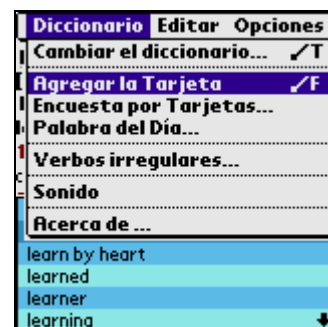 Diccionario Editar Opciones
Cambiar el diccionario... /T
Agregar la Tarjeta /F
Encuesta por Tarjetas...
Palabra del Día...
Verbos irregulares...
Sonido
Acerca de ...
learn by heart
learned
learner
learning